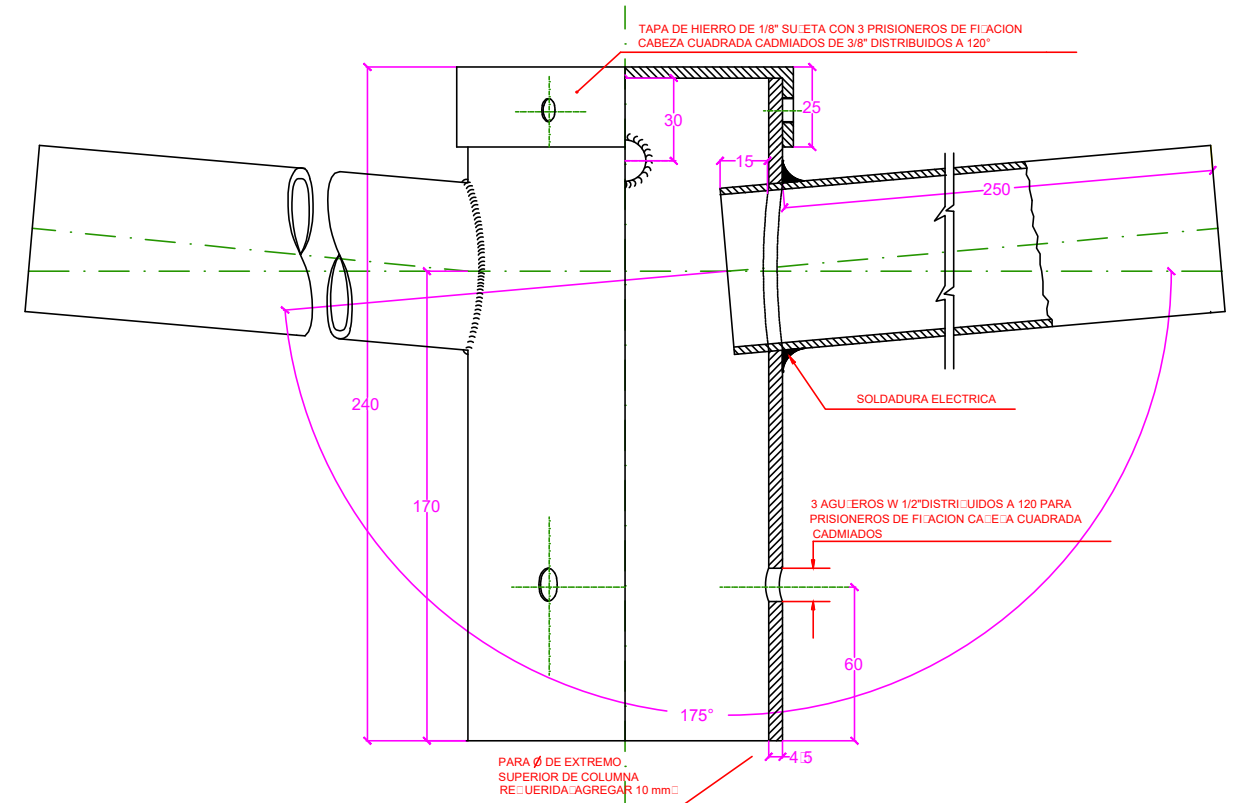 TAPA DE HIERRO DE 1/8" SU□ETA CON 3 PRISIONEROS DE FI□ACION
CABEZA CUADRADA CADMIADOS DE 3/8" DISTRIBUIDOS A 120°
25
30
15
250
SOLDADURA ELECTRICA
240
170
3 AGU□EROS W 1/2"DISTRI□UIDOS A 120 PARA
PRISIONEROS DE FI□ACION CA□E□A CUADRADA
CADMIADOS
60
175°
4□5
PARA Ø DE EXTREMO
SUPERIOR DE COLUMNA
RE□UERIDA□AGREGAR 10 mm□